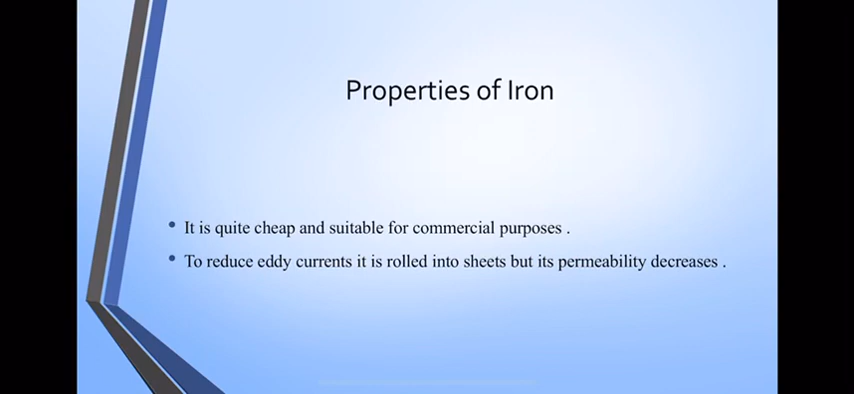 Properties of Iron
• It is quite cheap and suitable for commercial purposes .
• To reduce eddy currents it is rolled into sheets but its permeability decreases .